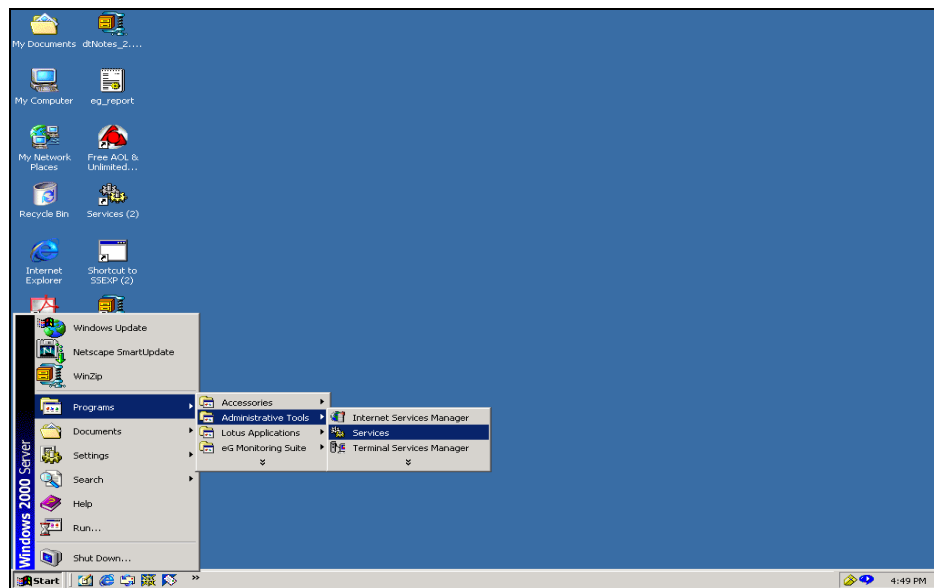 My Documents
dtNotes_2....
My Computer
eg_report
My Network
Places
Free AOL &
Unlimited...
Recycle Bin
Services (2)
Internet
Explorer
Shortcut to
SSEXP (2)
Windows Update
Netscape SmartUpdate
WinZip
Programs
Documents
Settings
Search
Help
Run...
Shut Down...
Windows 2000 Server
Accessories
Administrative Tools
Lotus Applications
eG Monitoring Suite
Internet Services Manager
Services
Terminal Services Manager
Start
»
4:49 PM